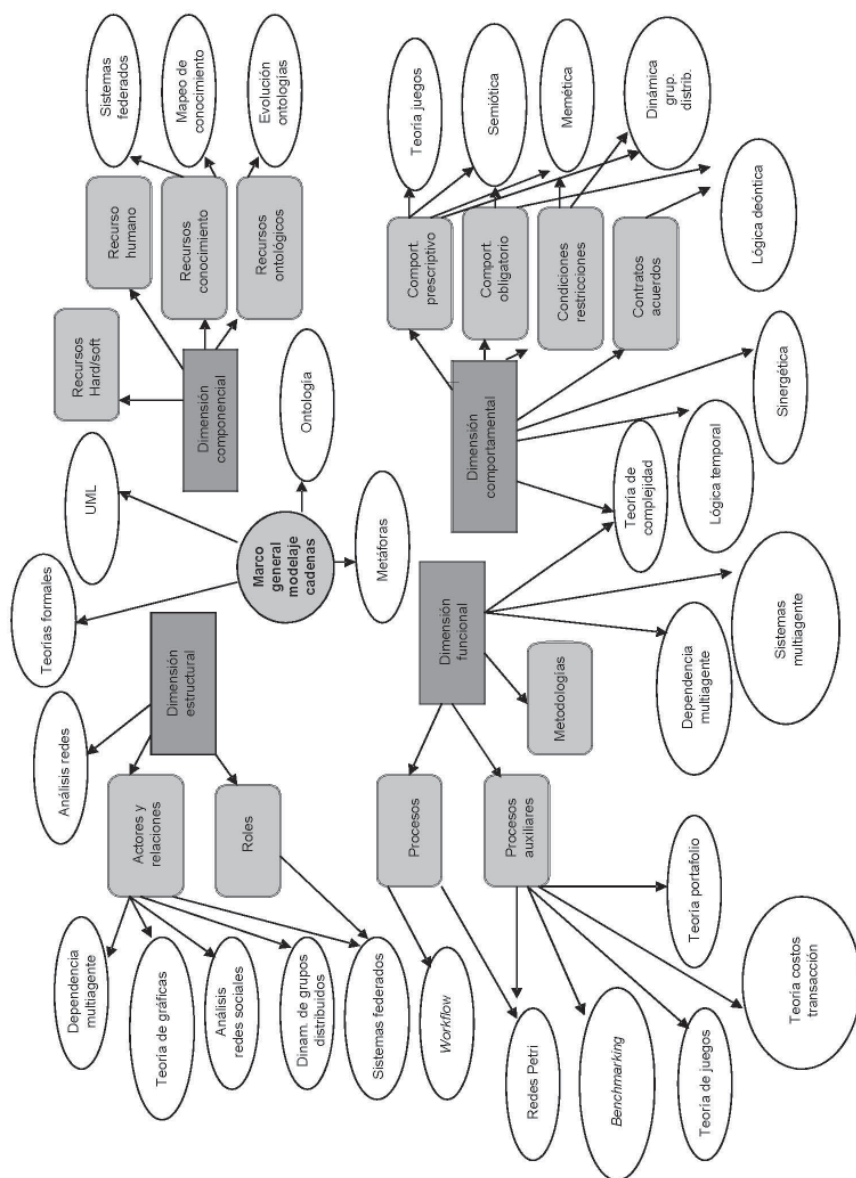 Dependencia
multiagente
Teoría de gráficas
Análisis
redes sociales
Dinam. de grupos
distribuidos
Sistemas federados
Actores y
relaciones
Roles
Análisis redes
Dimensión
estructural
Teorías formales
UML
Marco
general
modelaje
cadenas
Ontología
Metáforas
Recursos
Hard/soft
Dimensión
componencial
Recurso
humano
Recursos
conocimiento
Recursos
ontológicos
Sistemas
federados
Mapeo de
conocimiento
Evolución
ontologías
Workflow
Redes Petri
Benchmarking
Teoría de juegos
Teoría costos
transacción
Teoría portafolio
Procesos
Procesos
auxiliares
Metodologías
Dimensión
funcional
Dependencia
multiagente
Sistemas
multiagente
Teoría de
complejidad
Lógica temporal
Sinergética
Dimensión
comportamental
Comport.
prescriptivo
Comport.
obligatorio
Condiciones
restricciones
Contratos
acuerdos
Teoría juegos
Semiótica
Memética
Dinámica
grup.
distrib.
Lógica deóntica